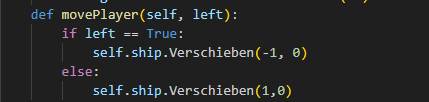 def movePlayer(self, left):
    if left == True:
        self.ship.Verschieben(-1, 0)
    else:
        self.ship.Verschieben(1,0)